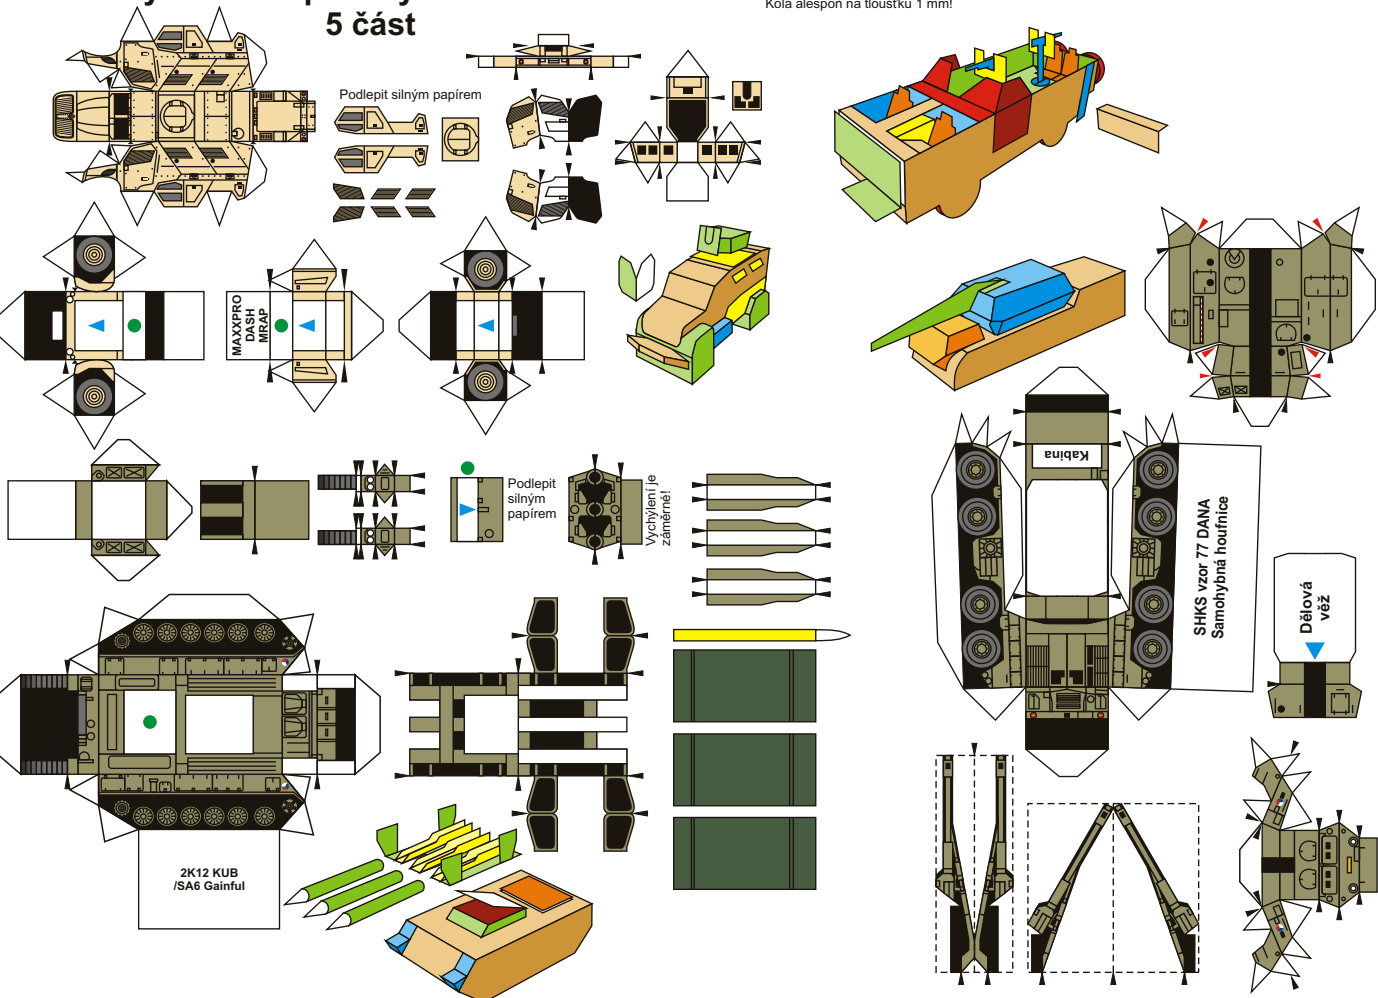 Kola alespoň na tloušťku 1 mm!
5 část
Podlepit silným papírem
MAXXPRO
DASH
MRAP
Podlepit
silným
papírem
Vychýlení je
záměrné!
Kabina
SHKS vzor 77 DANA
Samohybná houfnice
Dělová
věž
2K12 KUB
/SA6 Gainful